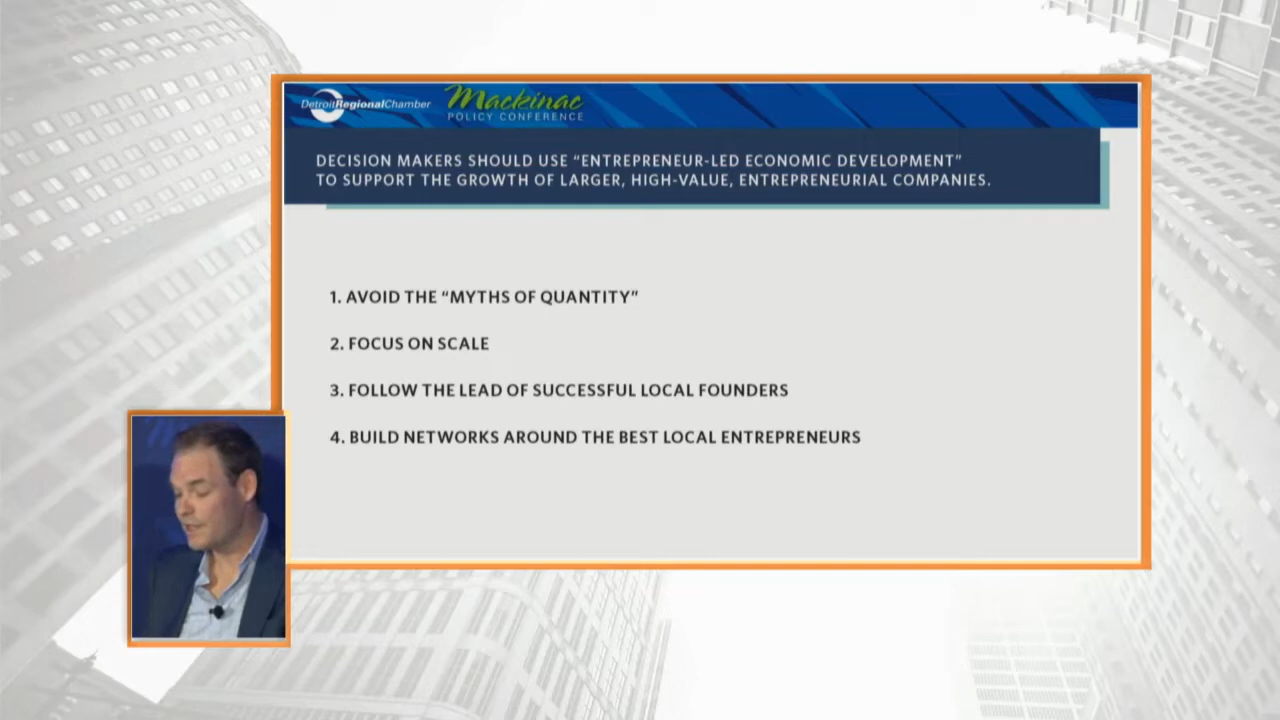 DetroitRegionalChamber
Mackinac
POLICY CONFERENCE
DECISION MAKERS SHOULD USE “ENTREPRENEUR-LED ECONOMIC DEVELOPMENT”
TO SUPPORT THE GROWTH OF LARGER, HIGH-VALUE, ENTREPRENEURIAL COMPANIES.
1. AVOID THE “MYTHS OF QUANTITY”
2. FOCUS ON SCALE
3. FOLLOW THE LEAD OF SUCCESSFUL LOCAL FOUNDERS
4. BUILD NETWORKS AROUND THE BEST LOCAL ENTREPRENEURS